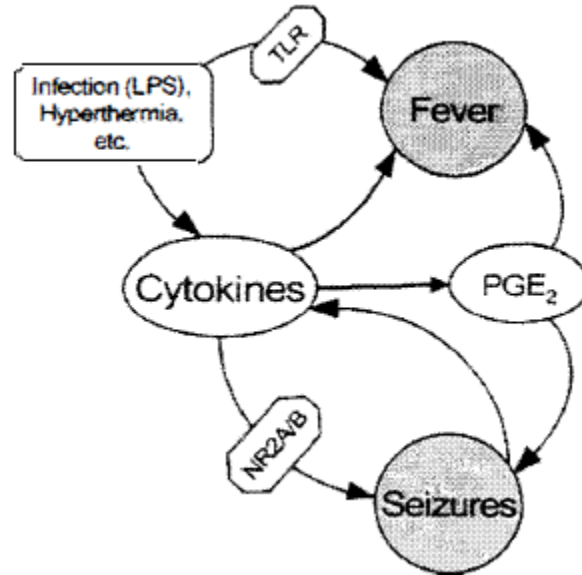 Infection (LPS),
Hyperthermia,
etc.
TLR
Fever
Cytokines
PGE₂
NR2A/B
Seizures